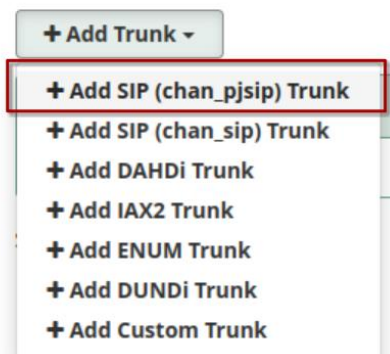 + Add Trunk
+ Add SIP (chan_pjsip) Trunk
+ Add SIP (chan_sip) Trunk
+ Add DAHDi Trunk
+ Add IAX2 Trunk
+ Add ENUM Trunk
+ Add DUNDi Trunk
+ Add Custom Trunk